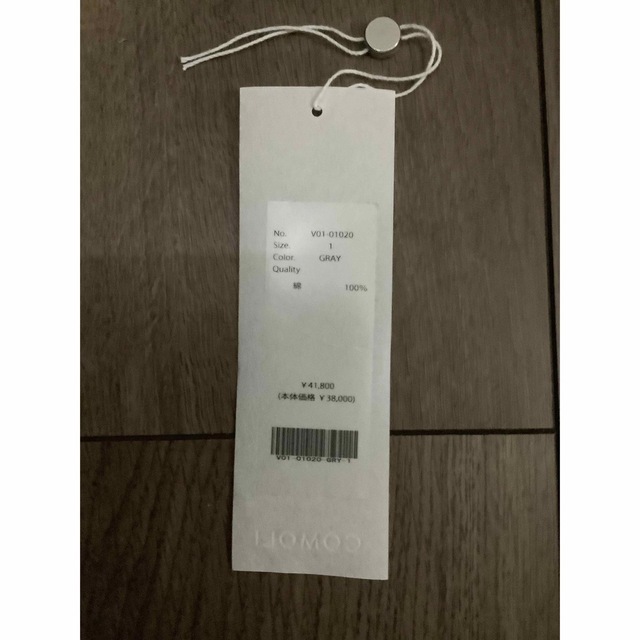 No. V01-01020
Size. 1
Color. GRAY
Quality
綿 100%
¥41,800
(本体価格 ¥38,000)
V01-01020-GRY-1
COMOLI